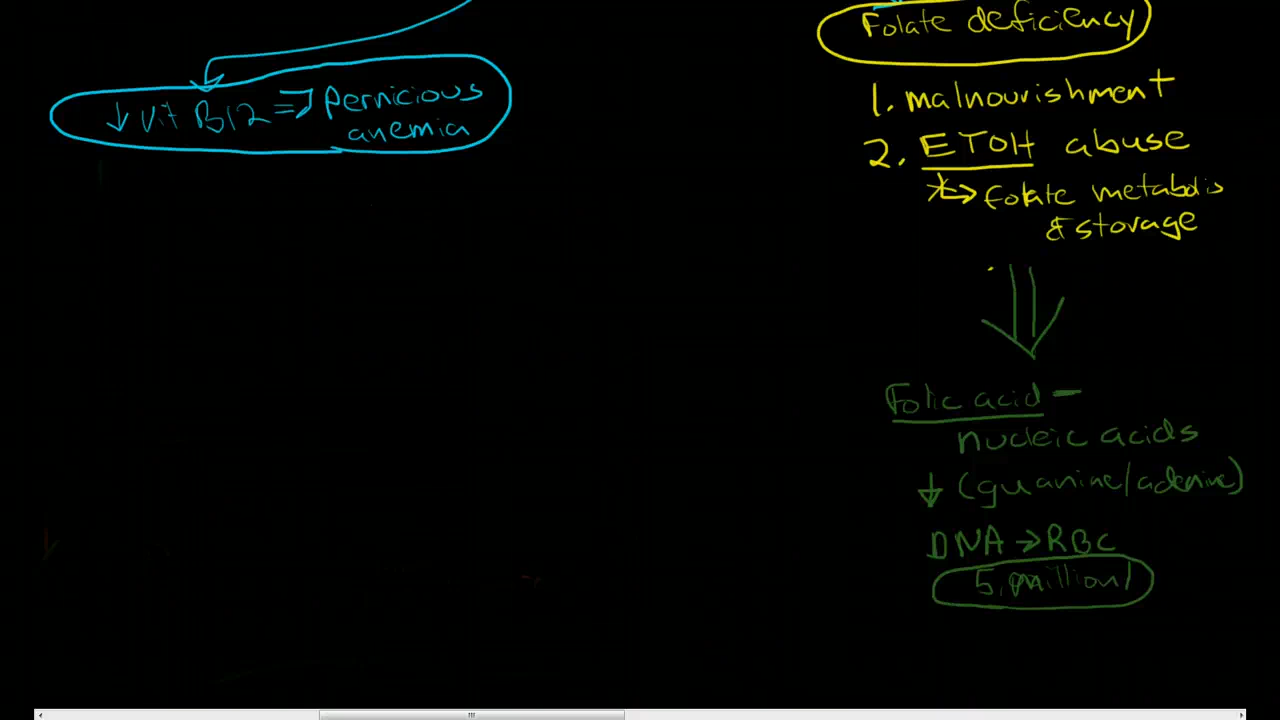 ↓ Vit B12 => Pernicious
anemia
Folate deficiency
1. malnourishment
2. ETOH abuse
folate metabolis
& storage
Folic acid -
nucleic acids
↓ (guanine/adenine)
DNA → RBC
5 million/